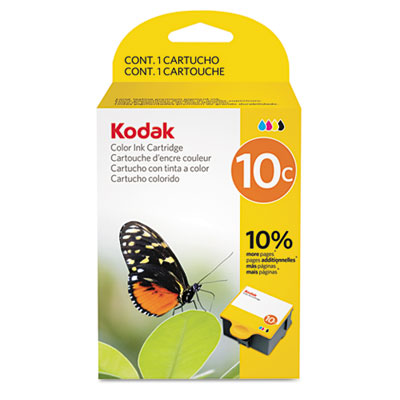 CONT. 1 CARTUCHO
CONT. 1 CARTOUCHE
Kodak
Color Ink Cartridge
Cartouche d'encre couleur
Cartucho con tinta a color
Cartucho colorido
10C
10%
more pages
pages additionnelles
más páginas
mais páginas
Kodak
10C